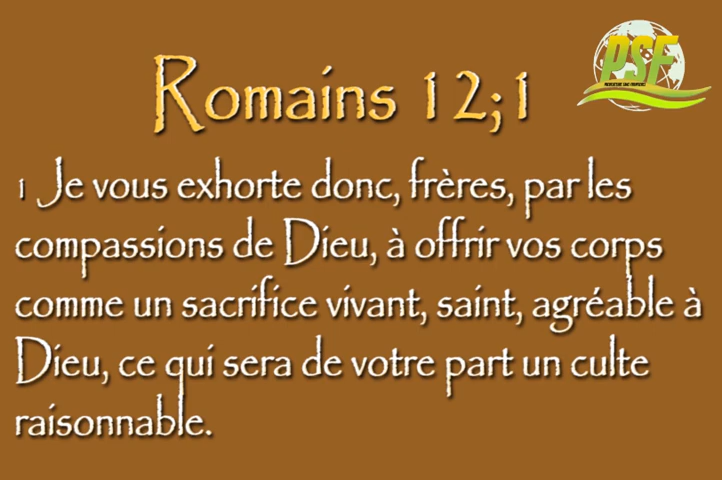 PSF
Romains 12;1
1 Je vous exhorte donc, frères, par les
compassions de Dieu, à offrir vos corps
comme un sacrifice vivant, saint, agréable à
Dieu, ce qui sera de votre part un culte
raisonnable.